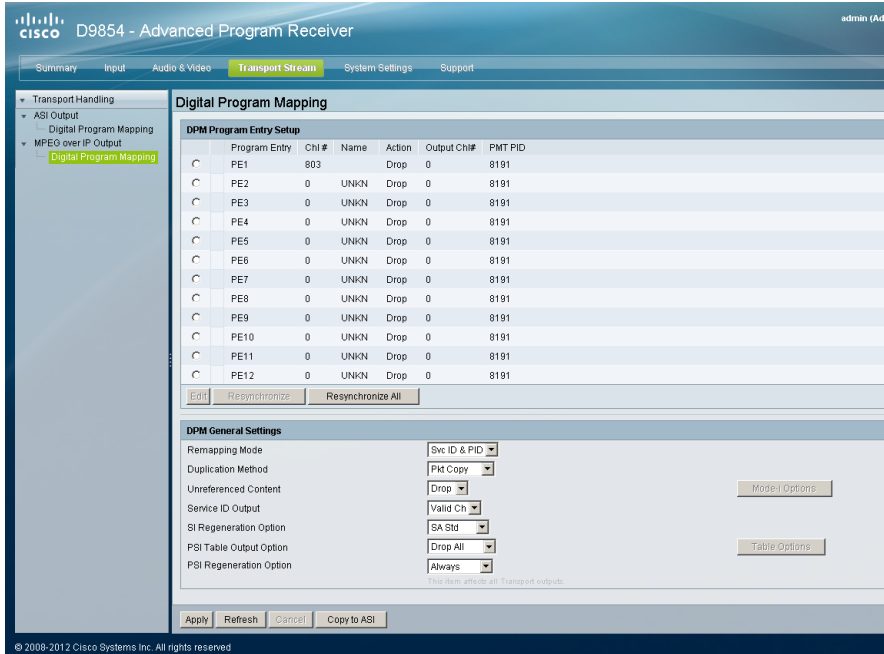 admin (Ad
CISCO D9854 - Advanced Program Receiver
Summary Input Audio & Video Transport Stream System Settings Support
Transport Handling
ASI Output
Digital Program Mapping
MPEG over IP Output
Digital Program Mapping
Digital Program Mapping
DPM Program Entry Setup
Program Entry Chl # Name Action Output Chl# PMT PID
PE1 803 Drop 0 8191
PE2 0 UNKN Drop 0 8191
PE3 0 UNKN Drop 0 8191
PE4 0 UNKN Drop 0 8191
PE5 0 UNKN Drop 0 8191
PE6 0 UNKN Drop 0 8191
PE7 0 UNKN Drop 0 8191
PE8 0 UNKN Drop 0 8191
PE9 0 UNKN Drop 0 8191
PE10 0 UNKN Drop 0 8191
PE11 0 UNKN Drop 0 8191
PE12 0 UNKN Drop 0 8191
Edit Resynchronize Resynchronize All
DPM General Settings
Remapping Mode Svc ID & PID
Duplication Method Pkt Copy
Unreferenced Content Drop Mode-I Options
Service ID Output Valid Ch
SI Regeneration Option SA Std
PSI Table Output Option Drop All Table Options
PSI Regeneration Option Always
This item affects all Transport outputs.
Apply Refresh Cancel Copy to ASI
© 2008-2012 Cisco Systems Inc. All rights reserved